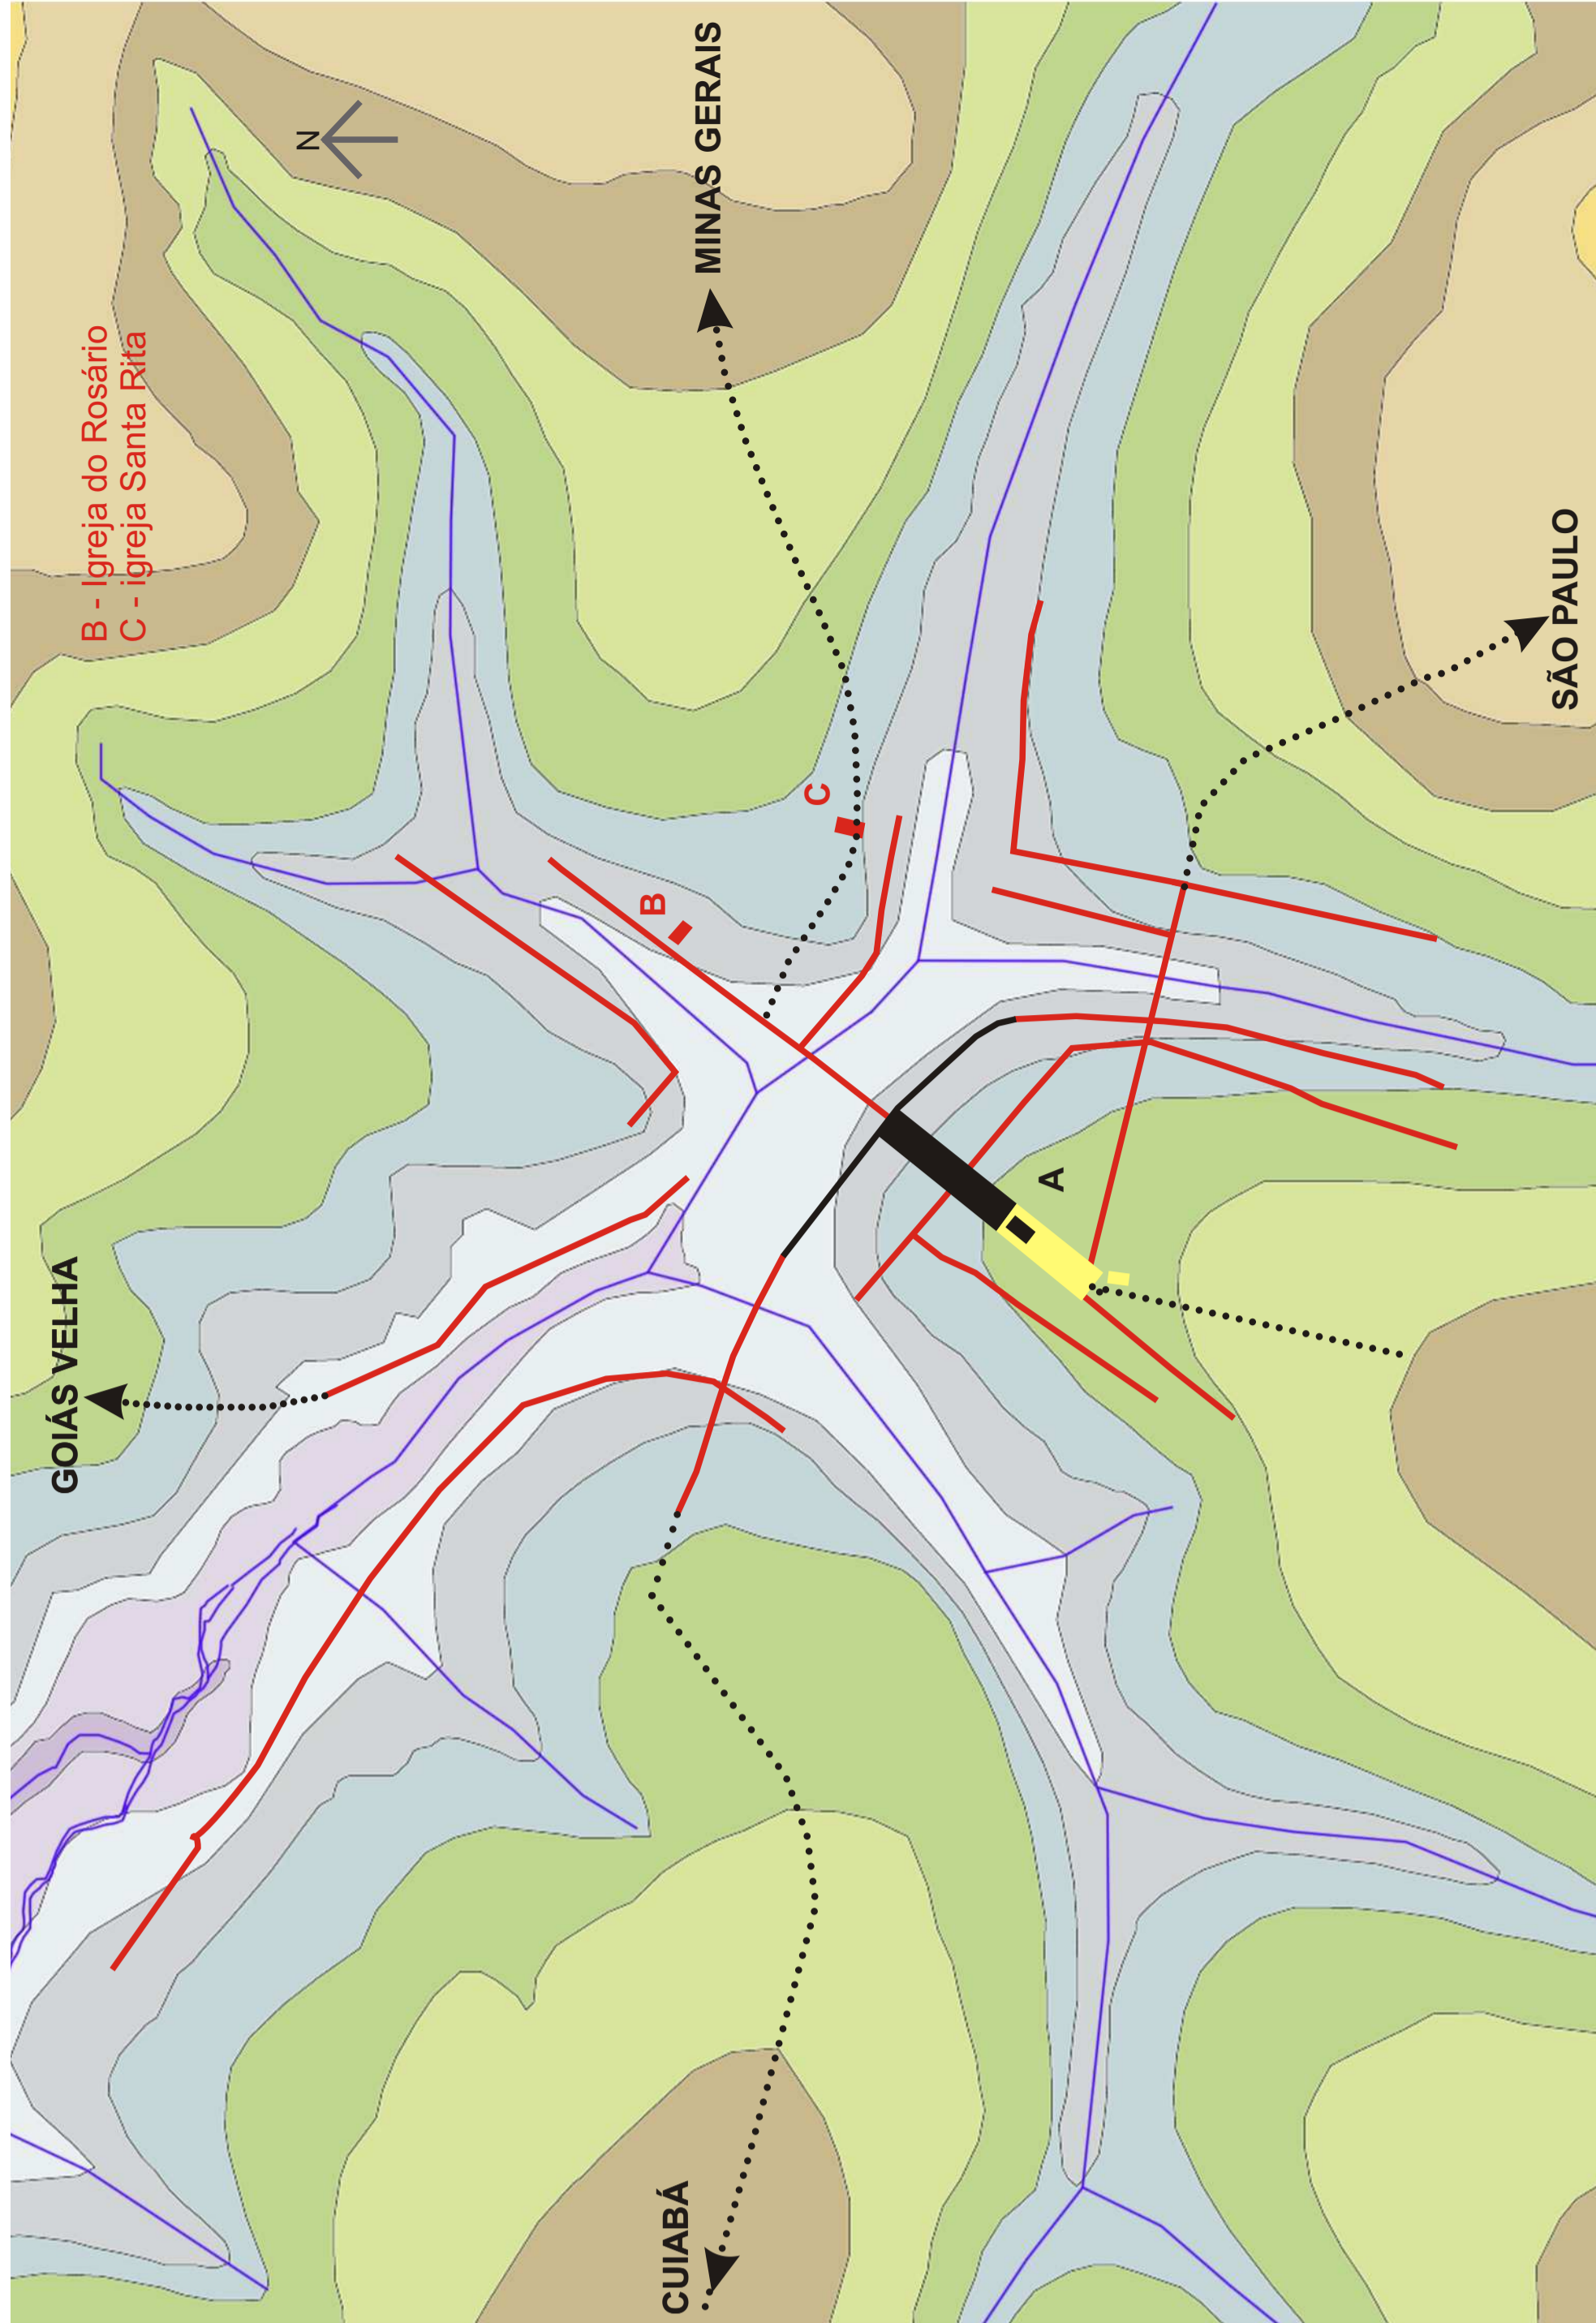 B - Igreja do Rosário
C - igreja Santa Rita
N
MINAS GERAIS
GOIÁS VELHA
B
C
A
SÃO PAULO
CUIABÁ